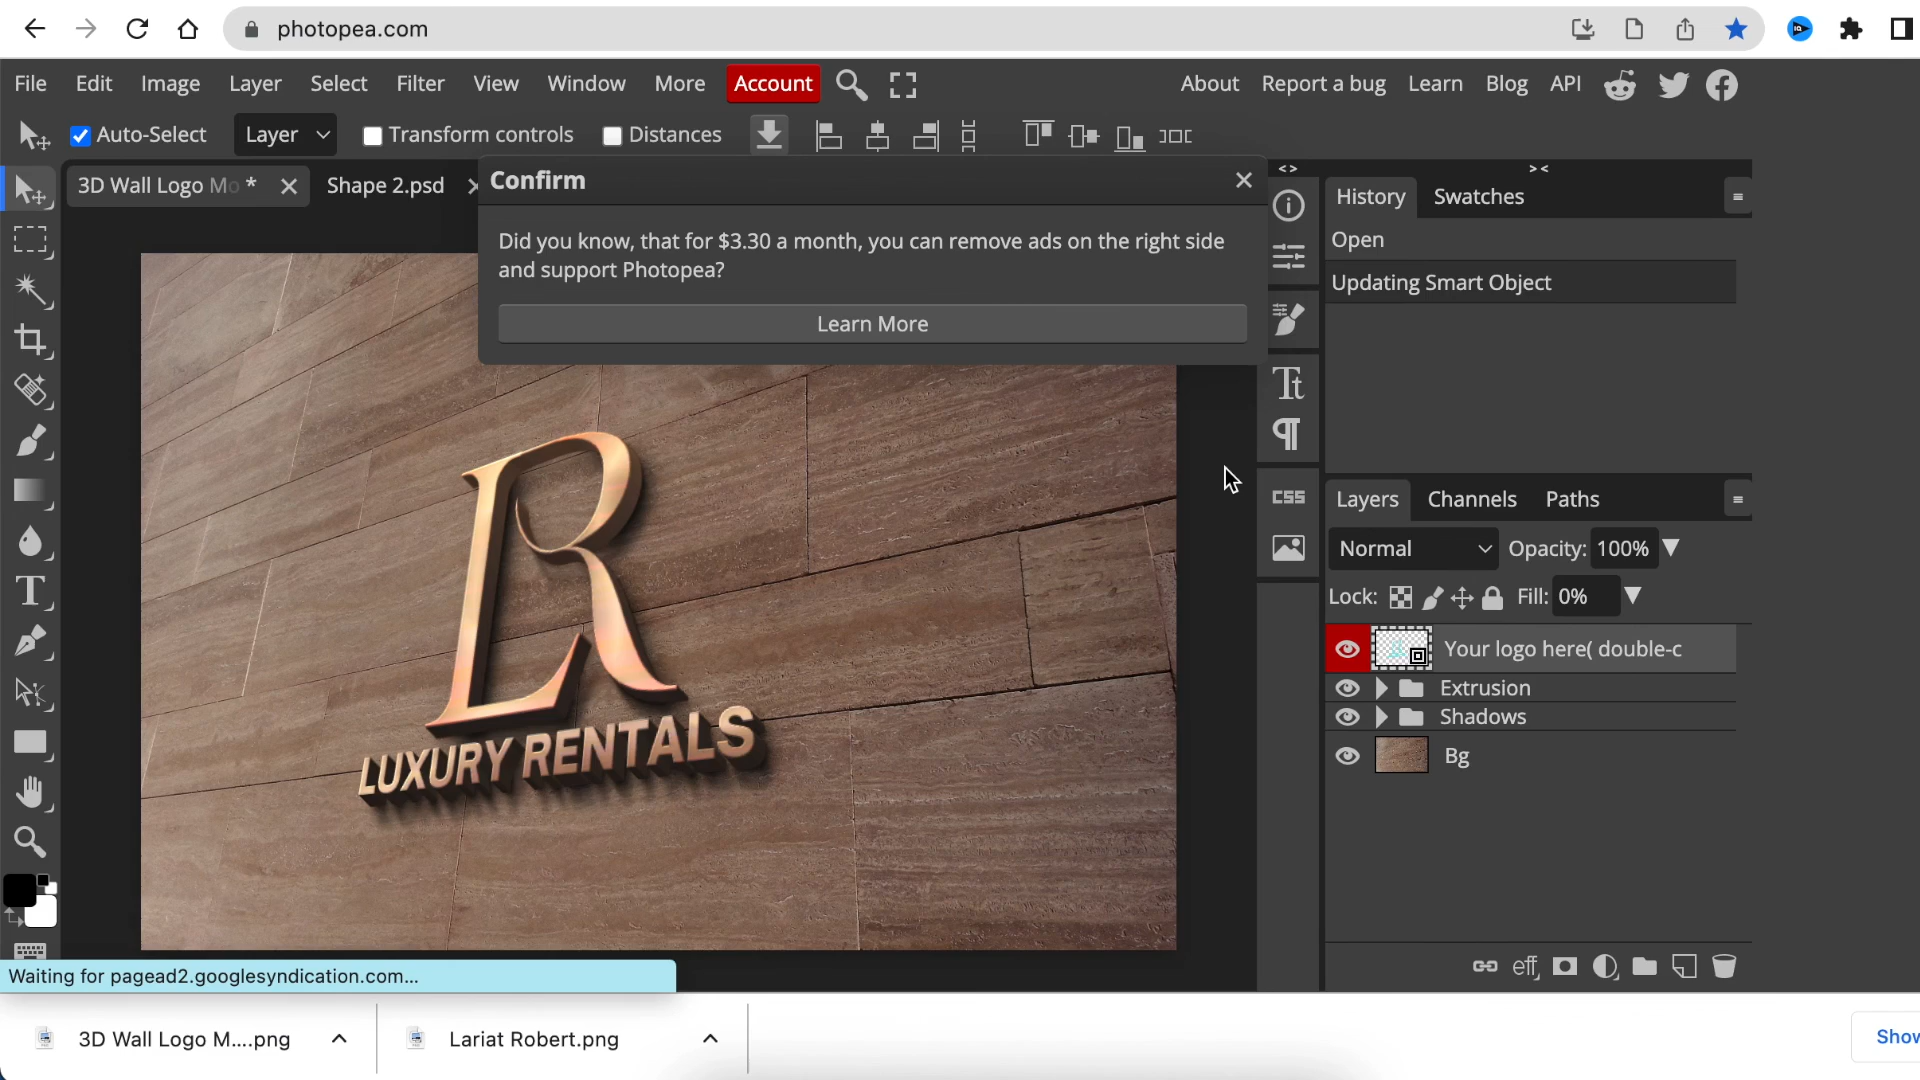 photopea.com
File Edit Image Layer Select Filter View Window More Account About Report a bug Learn Blog API
Auto-Select Layer Transform controls Distances
3D Wall Logo Mo * Shape 2.psd
Confirm
Did you know, that for $3.30 a month, you can remove ads on the right side
and support Photopea?
Learn More
History Swatches
Open
Updating Smart Object
CSS
Layers Channels Paths
Normal Opacity: 100%
Lock: Fill: 0%
Your logo here( double-c
Extrusion
Shadows
Bg
LR
LUXURY RENTALS
eff
Waiting for pagead2.googlesyndication.com...
3D Wall Logo M....png Lariat Robert.png Show